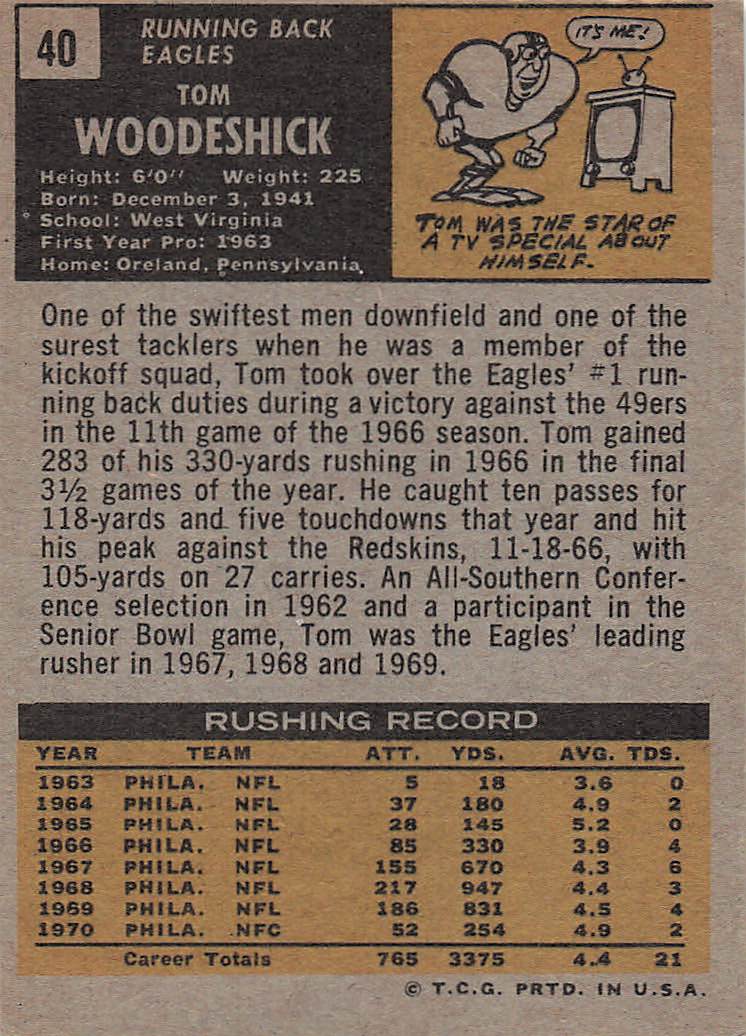 40
RUNNING BACK
EAGLES
TOM
WOODESHICK
Height: 6'0" Weight: 225
Born: December 3, 1941
School: West Virginia
First Year Pro: 1963
Home: Oreland, Pennsylvania
IT'S ME!
TOM WAS THE STAR OF
A TV SPECIAL ABOUT
HIMSELF.
One of the swiftest men downfield and one of the
surest tacklers when he was a member of the
kickoff squad, Tom took over the Eagles' #1 run-
ning back duties during a victory against the 49ers
in the 11th game of the 1966 season. Tom gained
283 of his 330-yards rushing in 1966 in the final
3½ games of the year. He caught ten passes for
118-yards and five touchdowns that year and hit
his peak against the Redskins, 11-18-66, with
105-yards on 27 carries. An All-Southern Confer-
ence selection in 1962 and a participant in the
Senior Bowl game, Tom was the Eagles' leading
rusher in 1967, 1968 and 1969.
RUSHING RECORD
YEAR TEAM ATT. YDS. AVG. TDS.
1963 PHILA. NFL 5 18 3.6 0
1964 PHILA. NFL 37 180 4.9 2
1965 PHILA. NFL 28 145 5.2 0
1966 PHILA. NFL 85 330 3.9 4
1967 PHILA. NFL 155 670 4.3 6
1968 PHILA. NFL 217 947 4.4 3
1969 PHILA. NFL 186 831 4.5 4
1970 PHILA. NFC 52 254 4.9 2
Career Totals 765 3375 4.4 21
© T.C.G. PRTD. IN U.S.A.